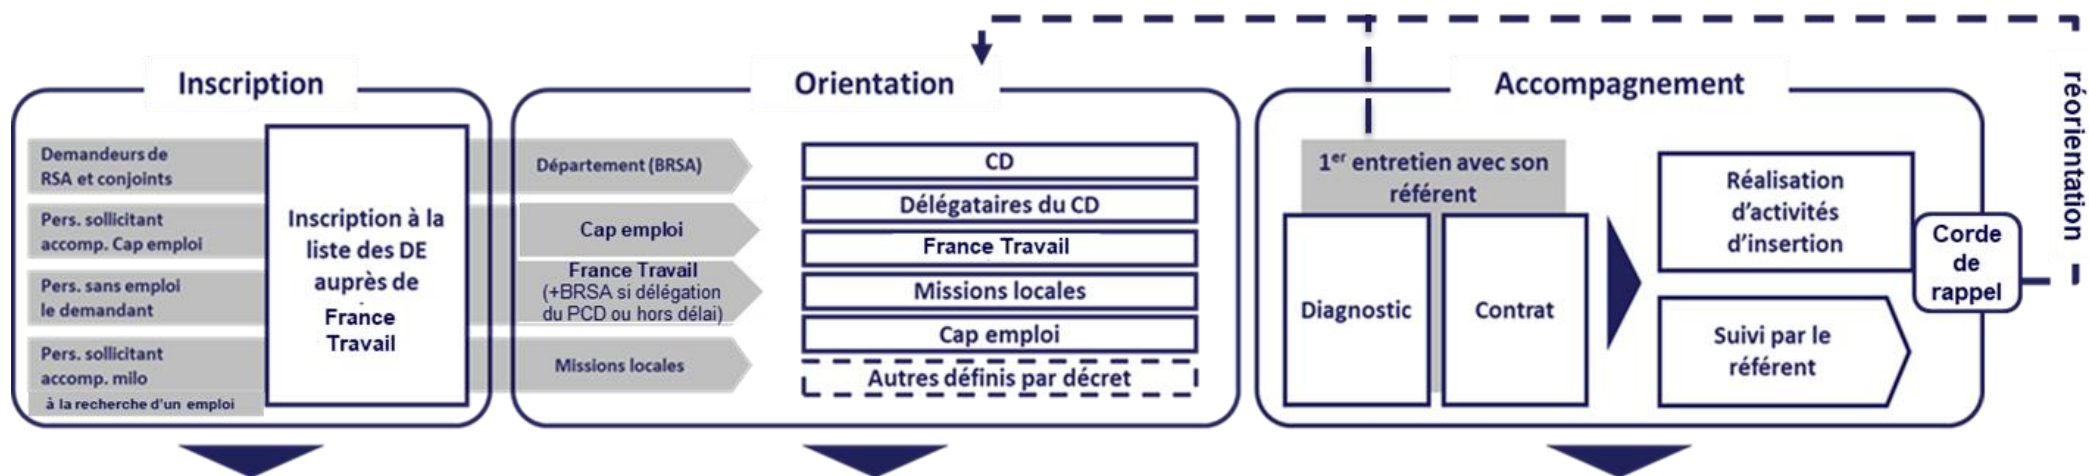 Inscription
Demandeurs de
RSA et conjoints
Pers. sollicitant
accomp. Cap emploi
Pers. sans emploi
le demandant
Pers. sollicitant
accomp. milo
à la recherche d'un emploi
Inscription à la
liste des DE
auprès de
France
Travail
Orientation
Département (BRSA)
Cap emploi
France Travail
(+BRSA si délégation
du PCD ou hors délai)
Missions locales
CD
Délégataires du CD
France Travail
Missions locales
Cap emploi
Autres définis par décret
Accompagnement
1er entretien avec son
référent
Diagnostic
Contrat
Réalisation
d'activités
d'insertion
Suivi par le
référent
Corde
de
rappel
réorientation